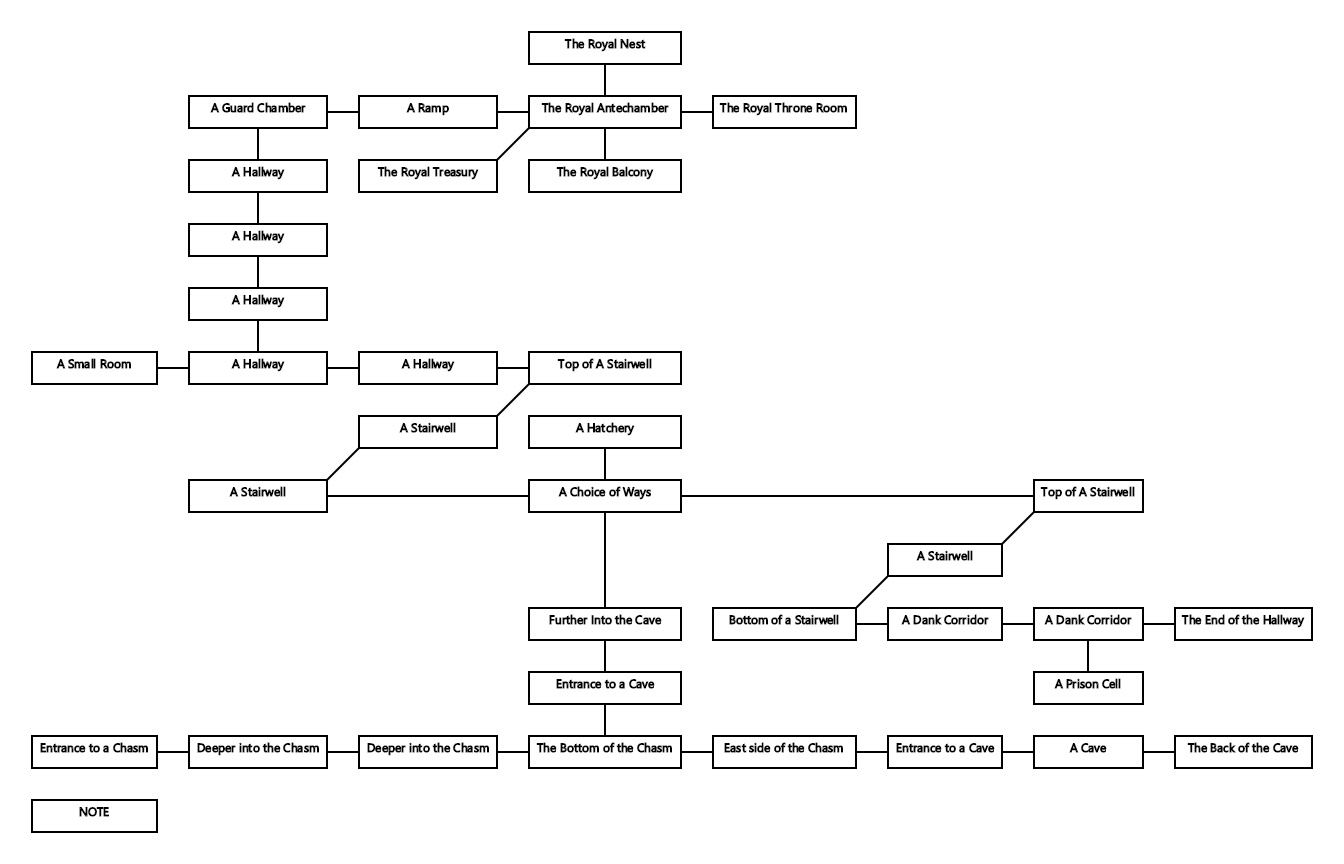 The Royal Nest
A Guard Chamber
A Ramp
The Royal Antechamber
The Royal Throne Room
A Hallway
The Royal Treasury
The Royal Balcony
A Hallway
A Hallway
A Small Room
A Hallway
A Hallway
Top of A Stairwell
A Stairwell
A Hatchery
A Stairwell
A Choice of Ways
Top of A Stairwell
A Stairwell
Further Into the Cave
Bottom of a Stairwell
A Dank Corridor
A Dank Corridor
The End of the Hallway
Entrance to a Cave
A Prison Cell
Entrance to a Chasm
Deeper into the Chasm
Deeper into the Chasm
The Bottom of the Chasm
East side of the Chasm
Entrance to a Cave
A Cave
The Back of the Cave
NOTE